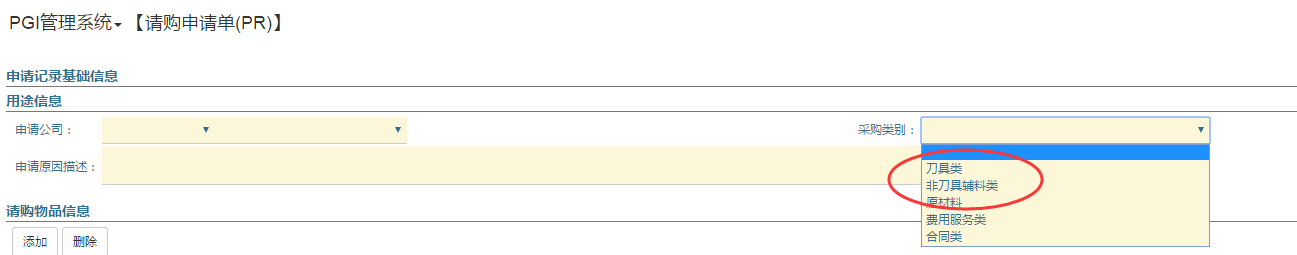 PGI管理系统 【请购申请单(PR)】
申请记录基础信息
用途信息
申请公司： 采购类别：
申请原因描述：
刀具类
非刀具辅料类
原材料
费用服务类
合同类
请购物品信息
添加 删除